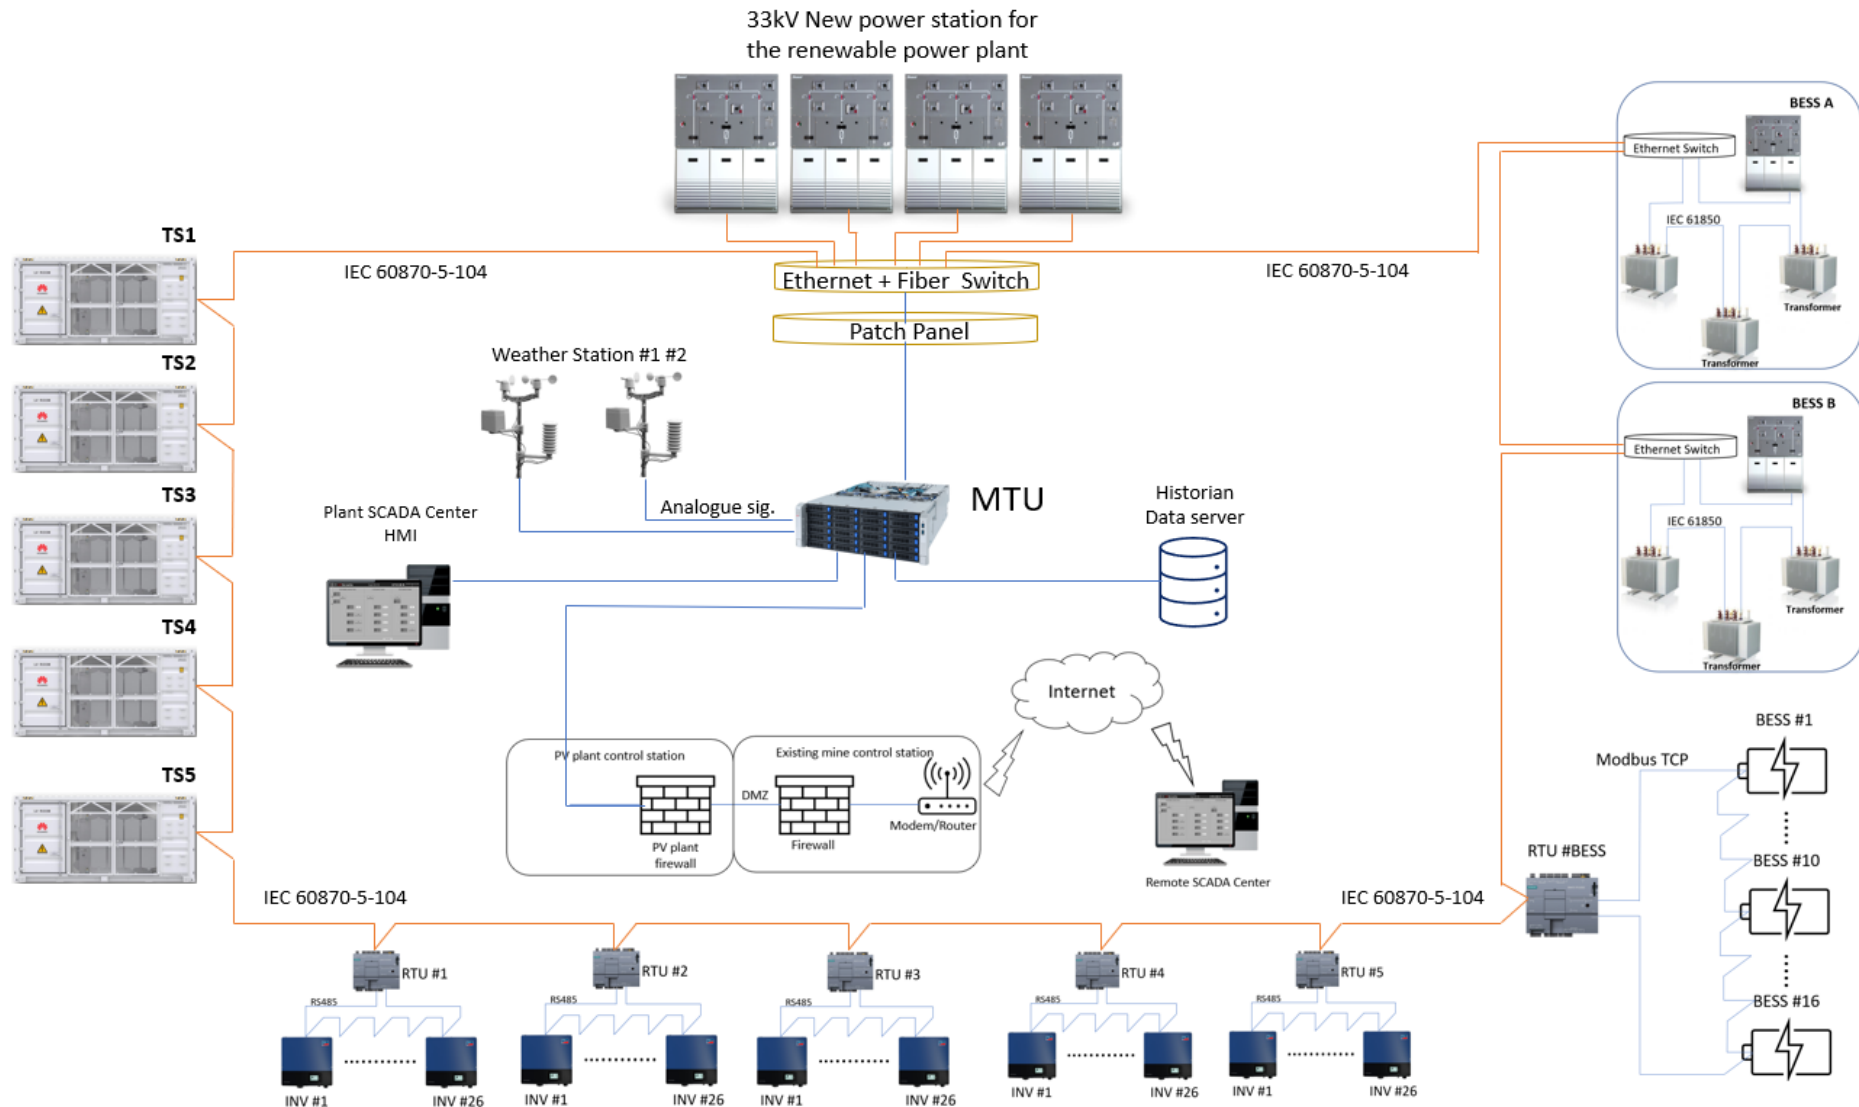 33kV New power station for
the renewable power plant
BESS A
Ethernet Switch
IEC 61850
Transformer
Transformer
TS1
IEC 60870-5-104
Ethernet + Fiber Switch
IEC 60870-5-104
Patch Panel
TS2
Weather Station #1 #2
BESS B
Ethernet Switch
IEC 61850
Transformer
Transformer
TS3
Plant SCADA Center
HMI
Analogue sig.
MTU
Historian
Data server
TS4
Internet
TS5
PV plant control station
Existing mine control station
DMZ
PV plant
firewall
Firewall
Modem/Router
Remote SCADA Center
Modbus TCP
BESS #1
RTU #BESS
BESS #10
BESS #16
IEC 60870-5-104
IEC 60870-5-104
RTU #1
RTU #2
RTU #3
RTU #4
RTU #5
RS485
RS485
RS485
RS485
RS485
INV #1
INV #26
INV #1
INV #26
INV #1
INV #26
INV #1
INV #26
INV #1
INV #26